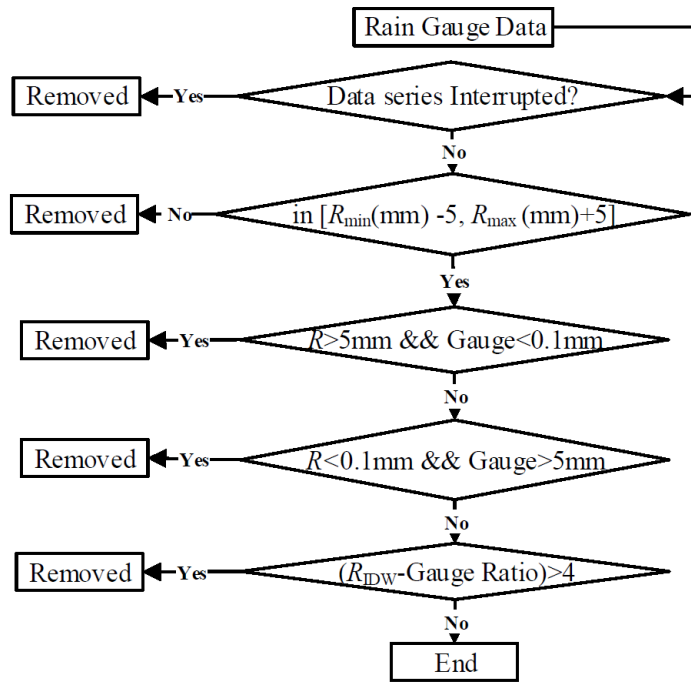 Rain Gauge Data
Removed
Yes
Data series Interrupted?
No
Removed
No
in [Rmin(mm) -5, Rmax (mm)+5]
Yes
Removed
Yes
R>5mm && Gauge<0.1mm
No
Removed
Yes
R<0.1mm && Gauge>5mm
No
Removed
Yes
(RIDW-Gauge Ratio)>4
No
End